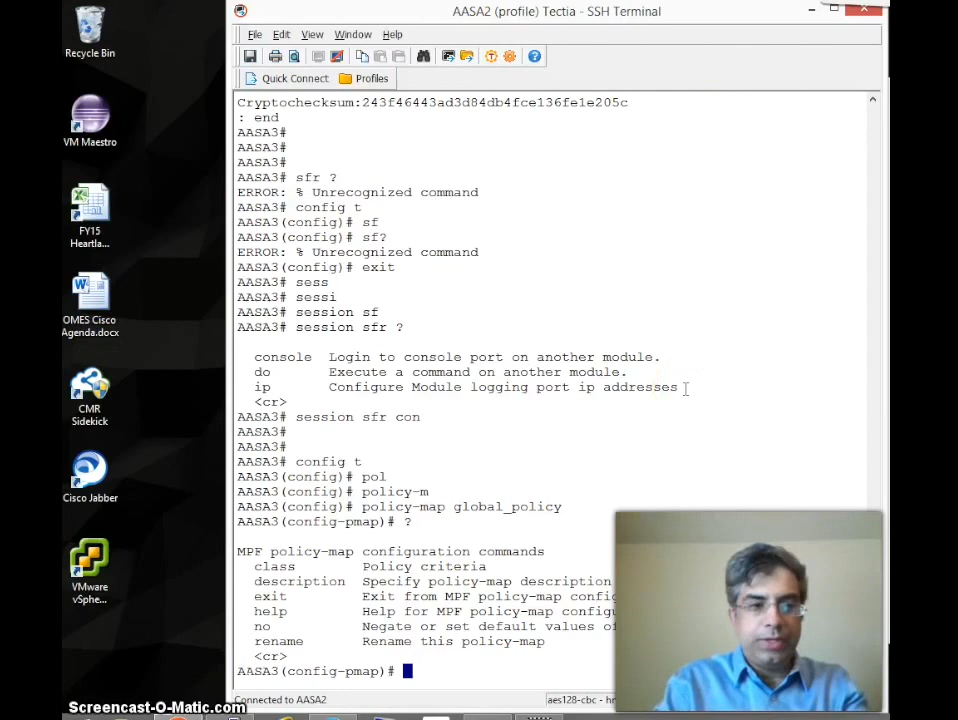 AASA2 (profile) Tectia - SSH Terminal
File Edit View Window Help
Quick Connect Profiles
Recycle Bin
VM Maestro
FY15
Heartla...
OMES Cisco
Agenda.docx
CMR
Sidekick
Cisco Jabber
VMware
vSphe...
Cryptochecksum:243f46443ad3d84db4fce136fe1e205c
: end
AASA3#
AASA3#
AASA3#
AASA3# sfr ?
ERROR: % Unrecognized command
AASA3# config t
AASA3(config)# sf
AASA3(config)# sf?
ERROR: % Unrecognized command
AASA3(config)# exit
AASA3# sess
AASA3# sessi
AASA3# session sf
AASA3# session sfr ?
console Login to console port on another module.
do Execute a command on another module.
ip Configure Module logging port ip addresses
<cr>
AASA3# session sfr con
AASA3#
AASA3#
AASA3# config t
AASA3(config)# pol
AASA3(config)# policy-m
AASA3(config)# policy-map global_policy
AASA3(config-pmap)# ?
MPF policy-map configuration commands
class Policy criteria
description Specify policy-map description
exit Exit from MPF policy-map config
help Help for MPF policy-map configu
no Negate or set default values of
rename Rename this policy-map
<cr>
AASA3(config-pmap)#
Connected to AASA2 aes128-cbc - hm
Screencast-O-Matic.com